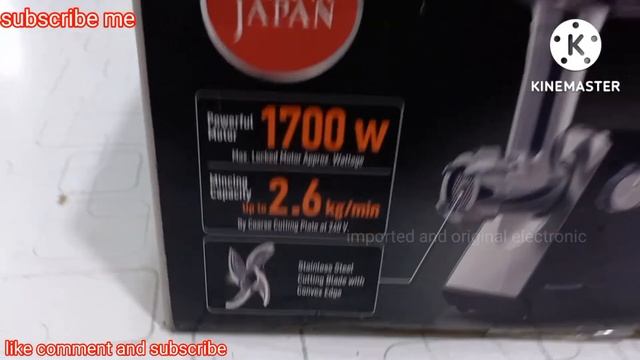 subscribe me
JAPAN
KINEMASTER
Powerful
Motor
1700 W
Max. Locked Motor Approx. Wattage
Mincing
Capacity
Up to 2.6 kg/min
By Coarse Cutting Plate at 240 V
imported and original electronic
Stainless Steel
Cutting Blade with
Convex Edge
like comment and subscribe